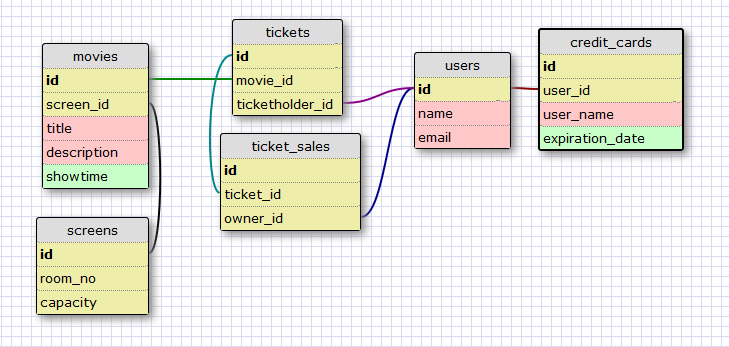 movies
id
screen_id
title
description
showtime
screens
id
room_no
capacity
tickets
id
movie_id
ticketholder_id
ticket_sales
id
ticket_id
owner_id
users
id
name
email
credit_cards
id
user_id
user_name
expiration_date